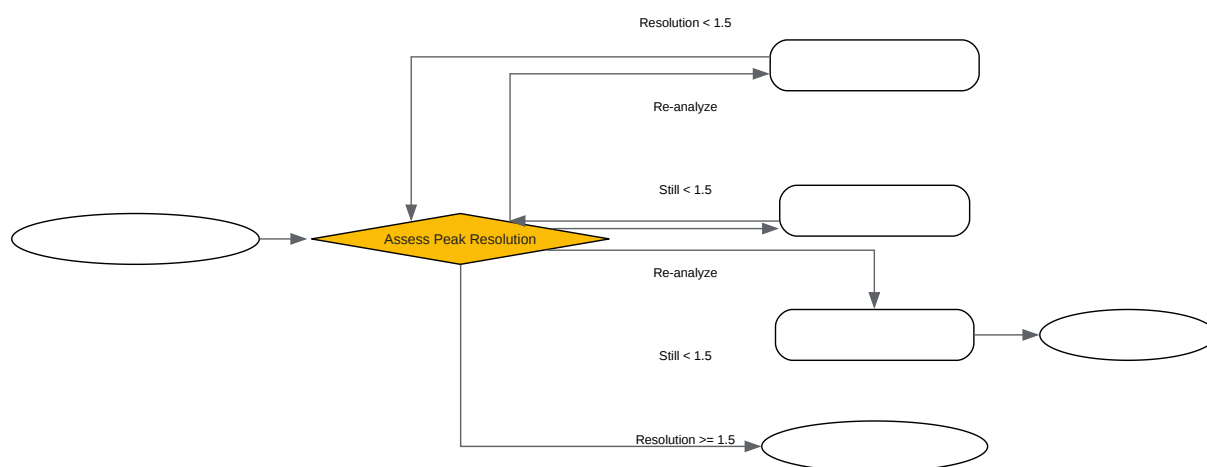 Resolution < 1.5
Re-analyze
Still < 1.5
Assess Peak Resolution
Re-analyze
Still < 1.5
Resolution >= 1.5